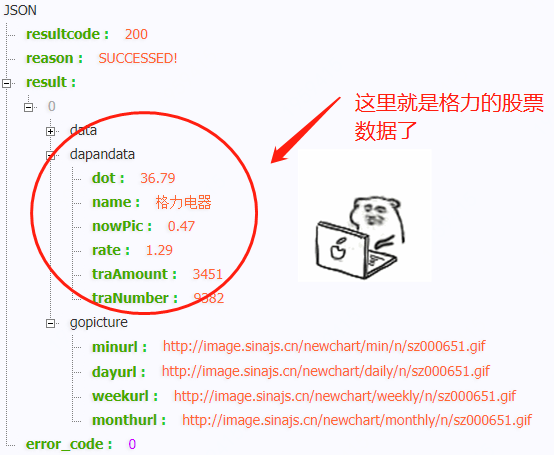 JSON
resultcode : 200
reason : SUCCESSED!
result :
0
data
dapandata
dot : 36.79
name : 格力电器
nowPic : 0.47
rate : 1.29
traAmount : 3451
traNumber : 9382
gopicture
minurl : http://image.sinajs.cn/newchart/min/n/sz000651.gif
dayurl : http://image.sinajs.cn/newchart/daily/n/sz000651.gif
weekurl : http://image.sinajs.cn/newchart/weekly/n/sz000651.gif
monthurl : http://image.sinajs.cn/newchart/monthly/n/sz000651.gif
error_code : 0
这里就是格力的股票
数据了